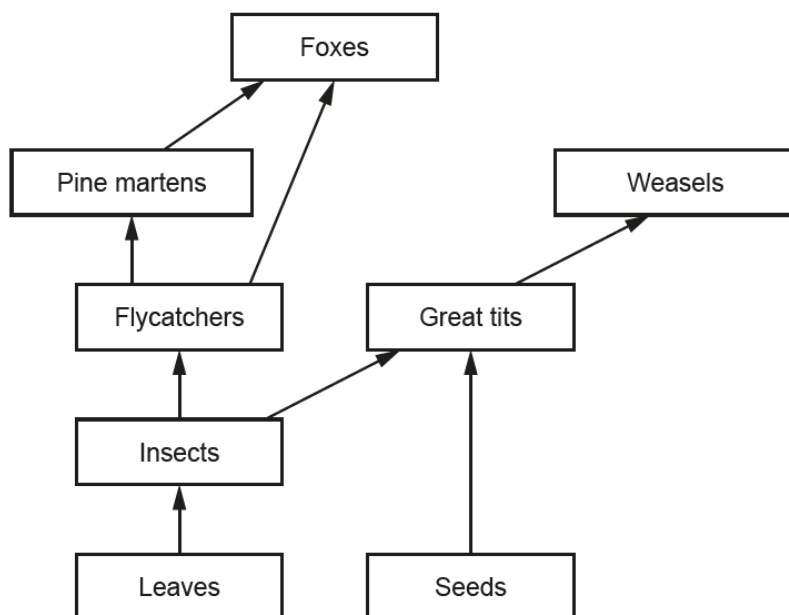 Foxes
Pine martens
Weasels
Flycatchers
Great tits
Insects
Leaves
Seeds